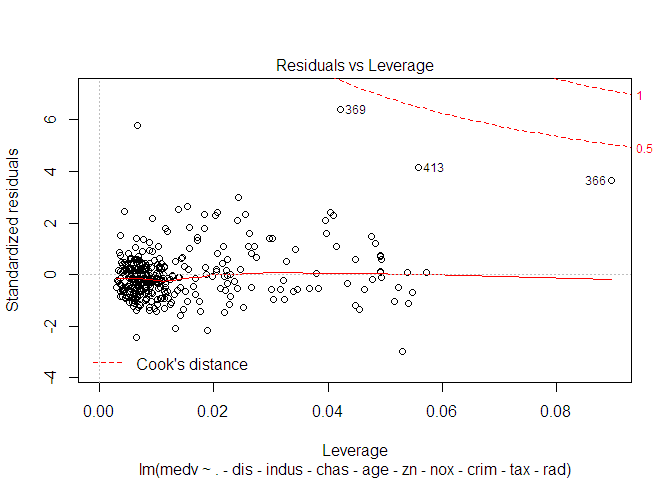 Residuals vs Leverage
Standardized residuals
6
4
2
0
-2
-4
369
413
366
1
0.5
Cook's distance
0.00 0.02 0.04 0.06 0.08
Leverage
lm(medv ~ . - dis - indus - chas - age - zn - nox - crim - tax - rad)